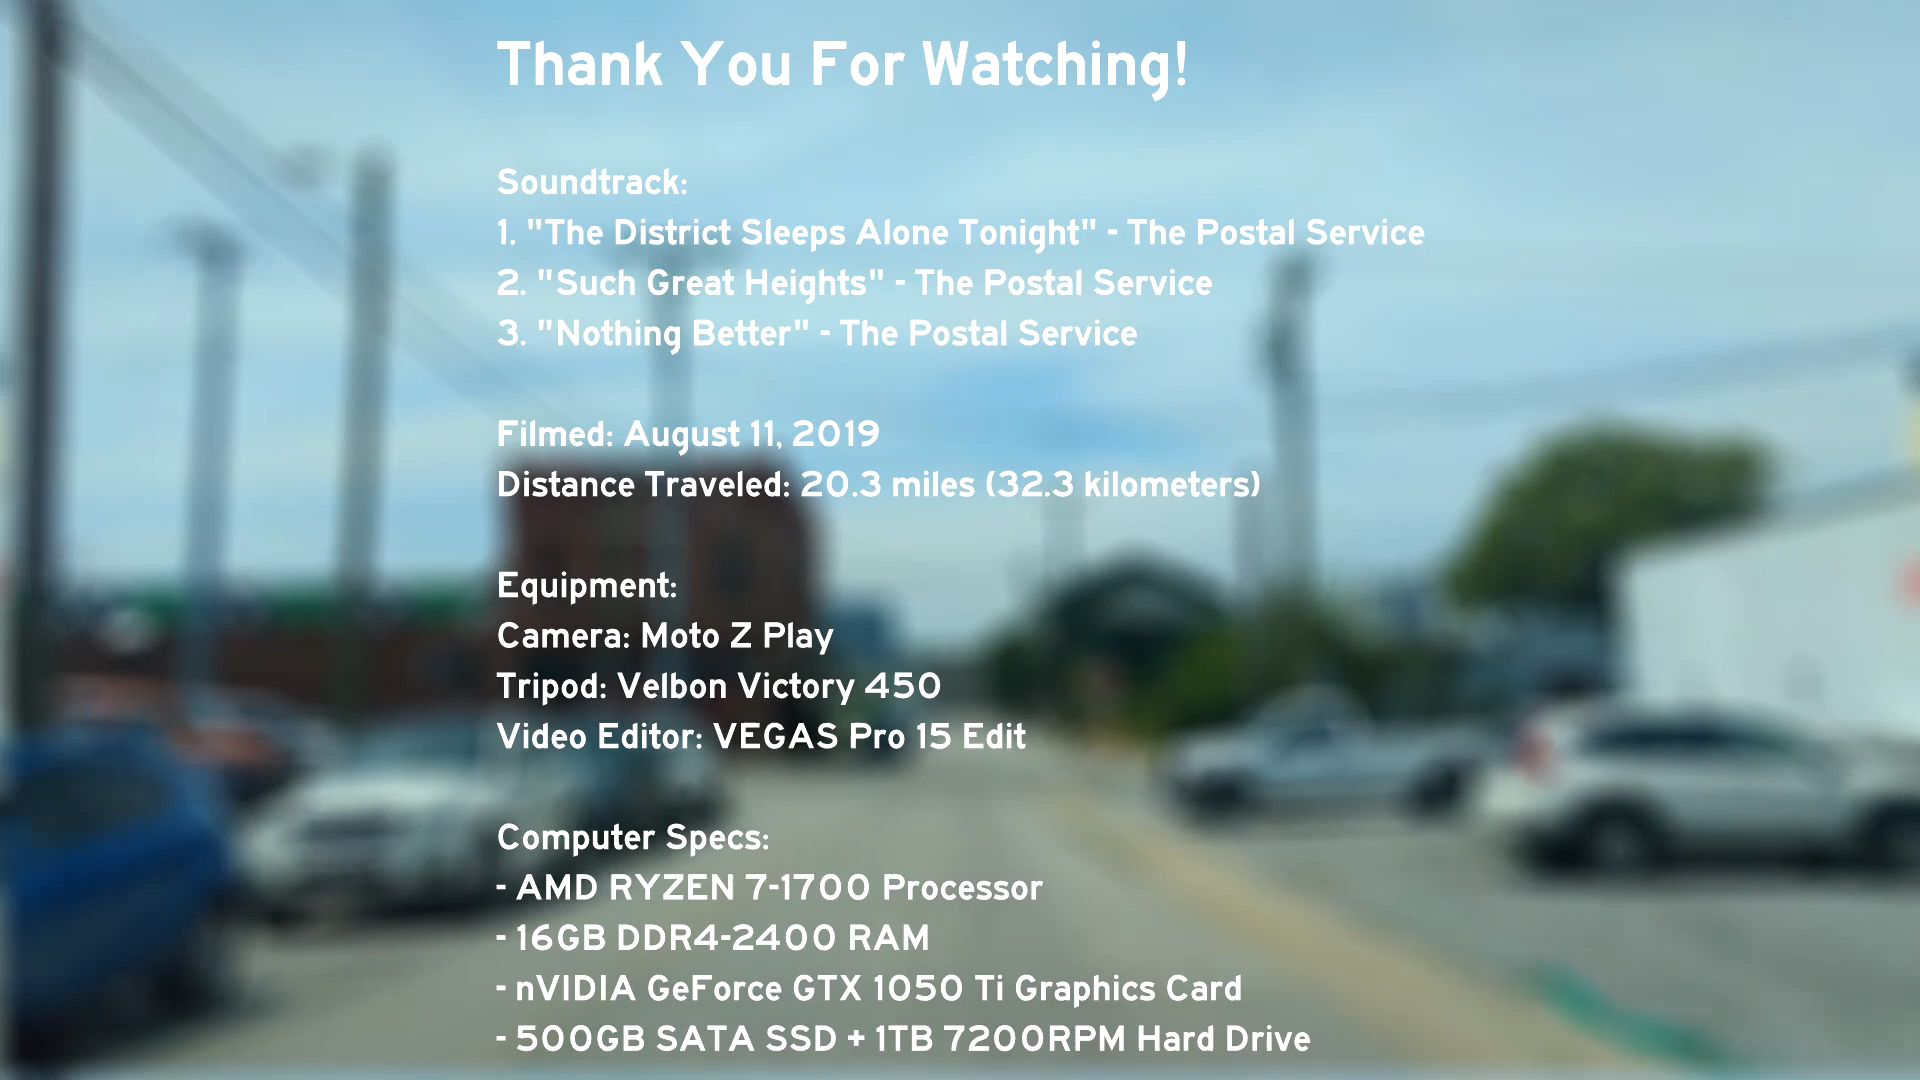 Thank You For Watching!
Soundtrack:
1. "The District Sleeps Alone Tonight" - The Postal Service
2. "Such Great Heights" - The Postal Service
3. "Nothing Better" - The Postal Service
Filmed: August 11, 2019
Distance Traveled: 20.3 miles (32.3 kilometers)
Equipment:
Camera: Moto Z Play
Tripod: Velbon Victory 450
Video Editor: VEGAS Pro 15 Edit
Computer Specs:
- AMD RYZEN 7-1700 Processor
- 16GB DDR4-2400 RAM
- nVIDIA GeForce GTX 1050 Ti Graphics Card
- 500GB SATA SSD + 1TB 7200RPM Hard Drive